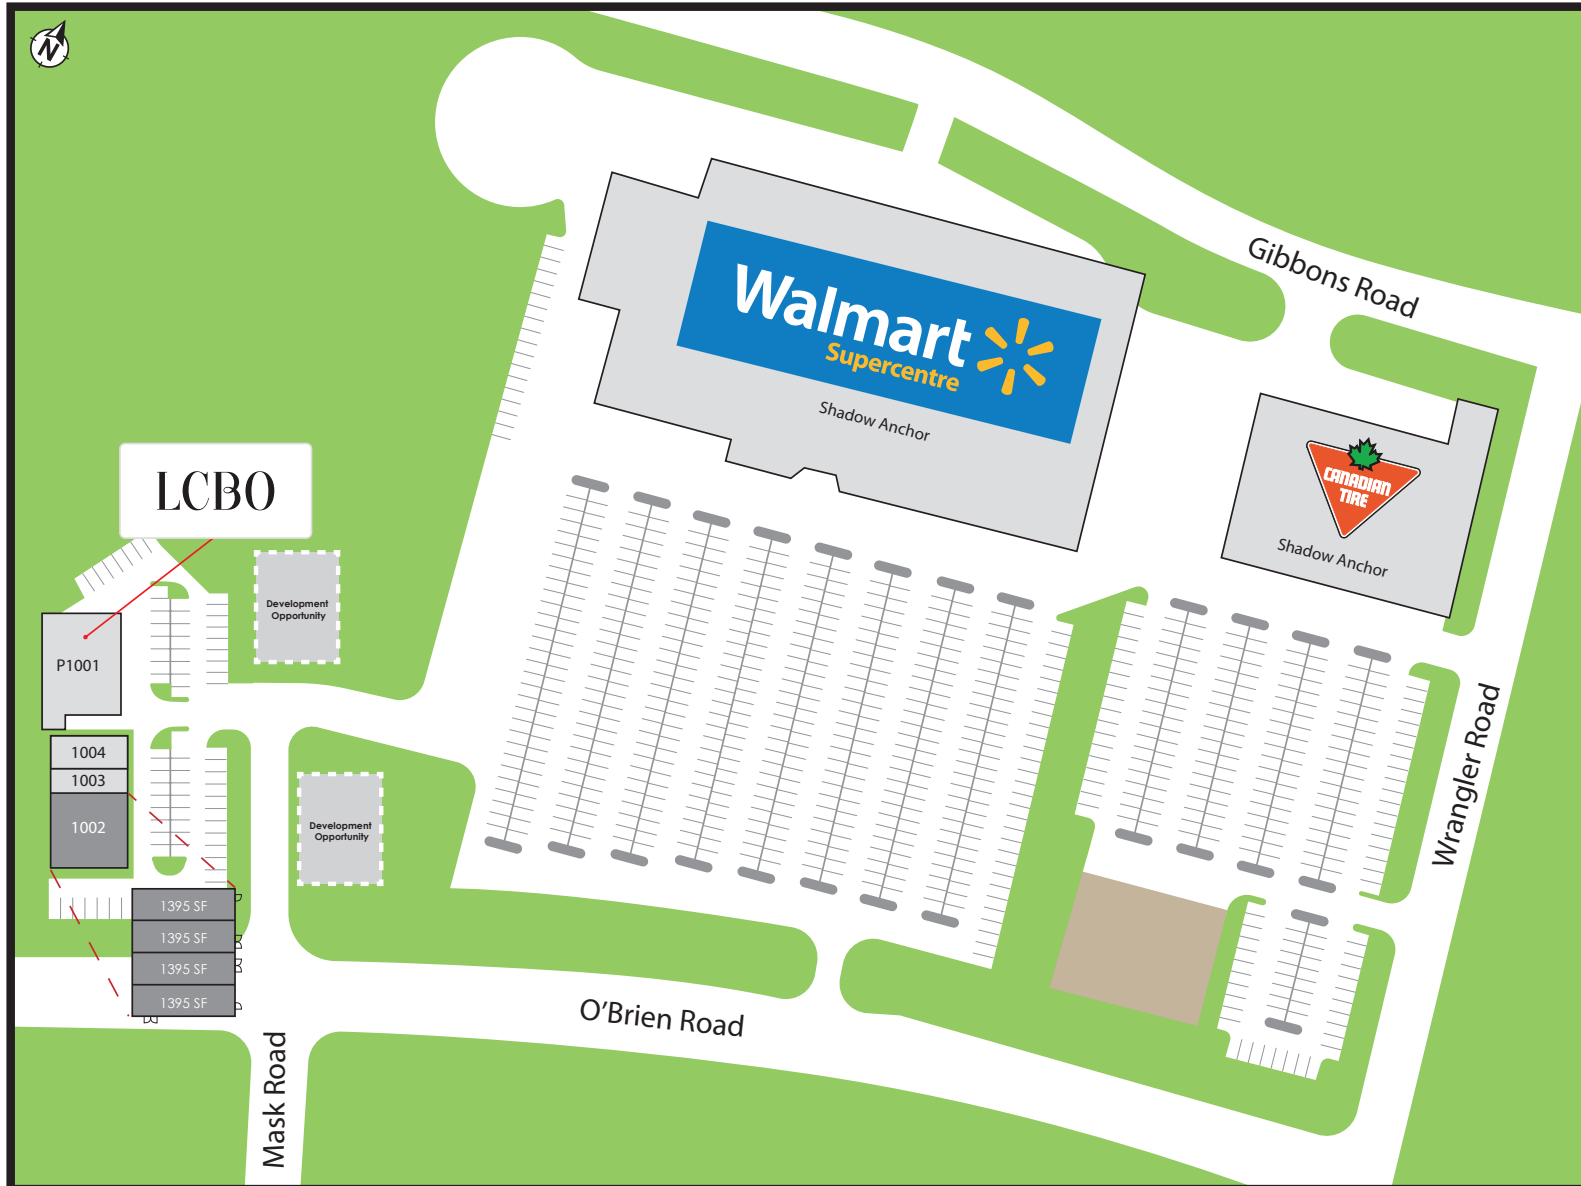 N
Gibbons Road
Walmart
Supercentre
Shadow Anchor
CANADIAN
TIRE
Shadow Anchor
LCBO
Development
Opportunity
P1001
1004
1003
1002
Development
Opportunity
Wrangler Road
1395 SF
1395 SF
1395 SF
1395 SF
O'Brien Road
Mask Road